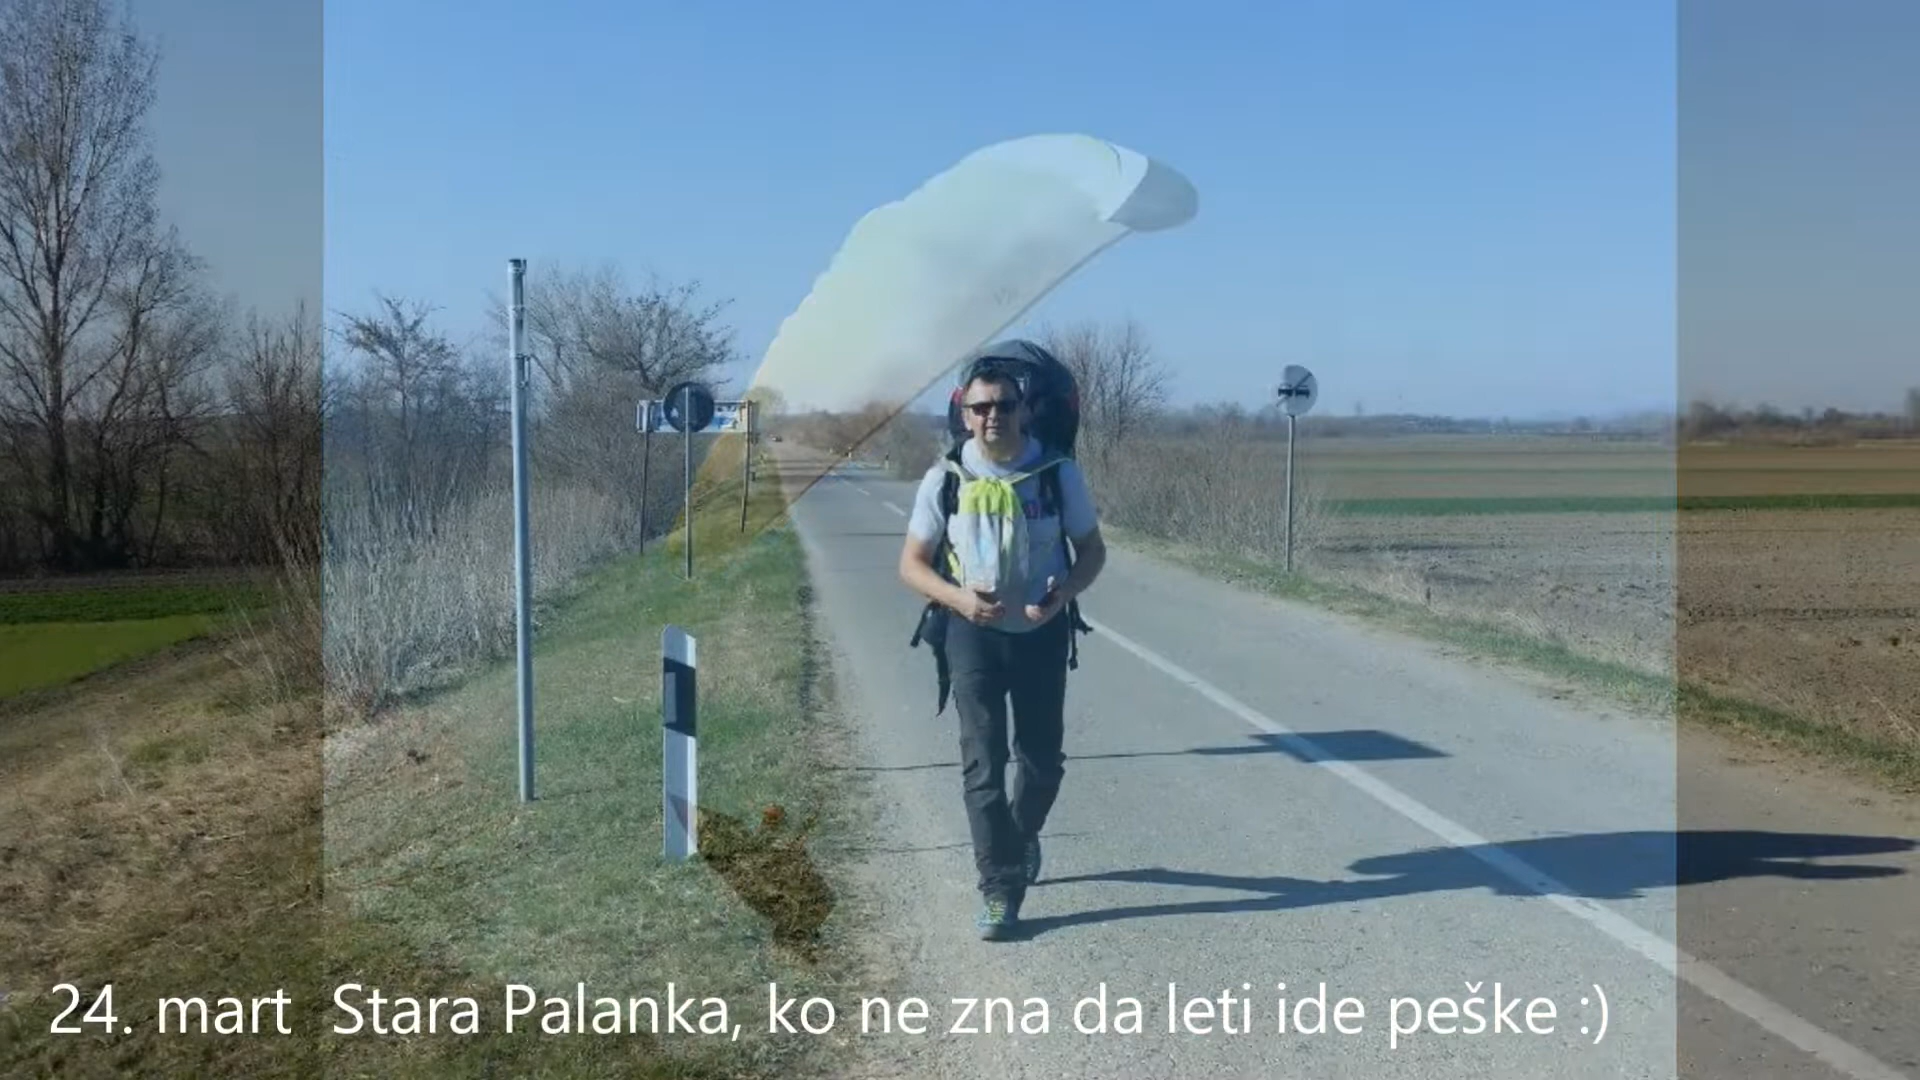 24. mart  Stara Palanka, ko ne zna da leti ide peške :)